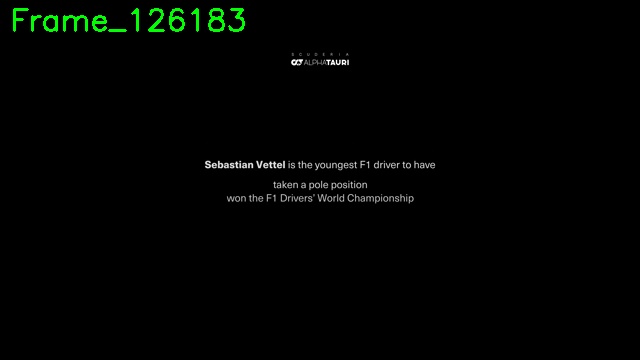 Frame_126183
SCUDERIA
ALPHATAURI
Sebastian Vettel is the youngest F1 driver to have
taken a pole position
won the F1 Drivers' World Championship